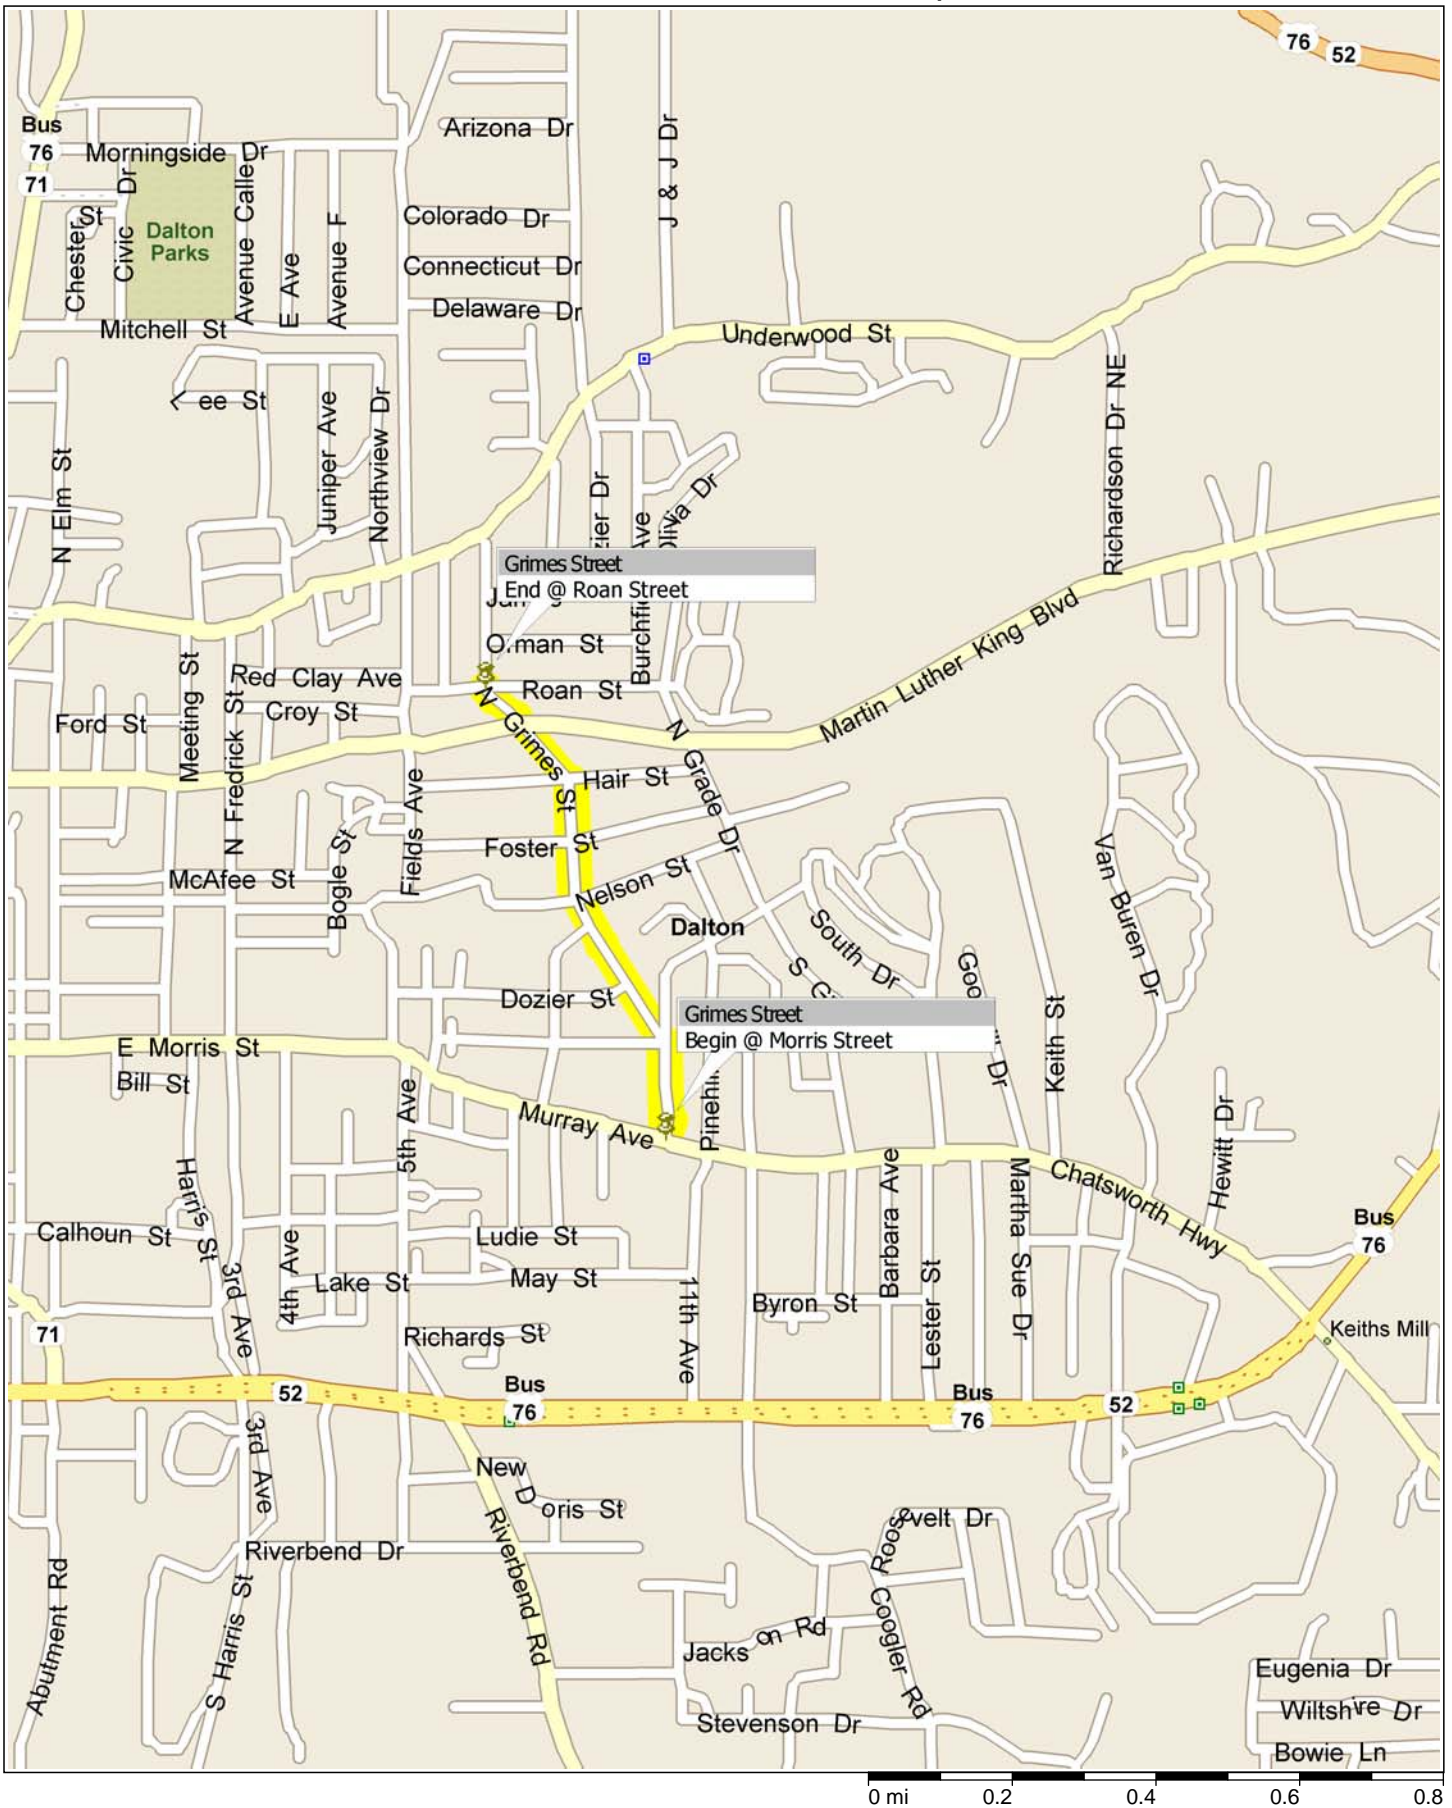 76
52
Bus
76
71
Arizona Dr
J & J Dr
Morningside Dr
Chester St
Civic Dr
Dalton
Parks
Avenue Calle
E Ave
Avenue F
Colorado Dr
Connecticut Dr
Delaware Dr
Mitchell St
Underwood St
ee St
Juniper Ave
Northview Dr
N Elm St
Richardson Dr NE
zier Dr
Olivia Dr
Grimes Street
End @ Roan Street
Orman St
Red Clay Ave
Roan St
Croy St
Ford St
Meeting St
N Fredrick St
Martin Luther King Blvd
N Grimes St
N Grade Dr
Hair St
Fields Ave
Foster St
Bogle St
McAfee St
Nelson St
Van Buren Dr
Dalton
South Dr
Dozier St
Keith St
Grimes Street
Begin @ Morris Street
E Morris St
Bill St
Murray Ave
5th Ave
Hewitt Dr
Harris St
Barbara Ave
Martha Sue Dr
Chatsworth Hwy
Calhoun St
Ludie St
Bus
76
3rd Ave
4th Ave
Lake St
May St
11th Ave
Byron St
Lester St
71
Richards St
Keiths Mill
52
Bus
76
Bus
76
52
3rd Ave
New Doris St
Roosevelt Dr
Riverbend Dr
Riverbend Rd
Abutment Rd
S Harris St
Jackson Rd
Coogler Rd
Eugenia Dr
Wiltshire Dr
Stevenson Dr
Bowie Ln
0 mi 0.2 0.4 0.6 0.8